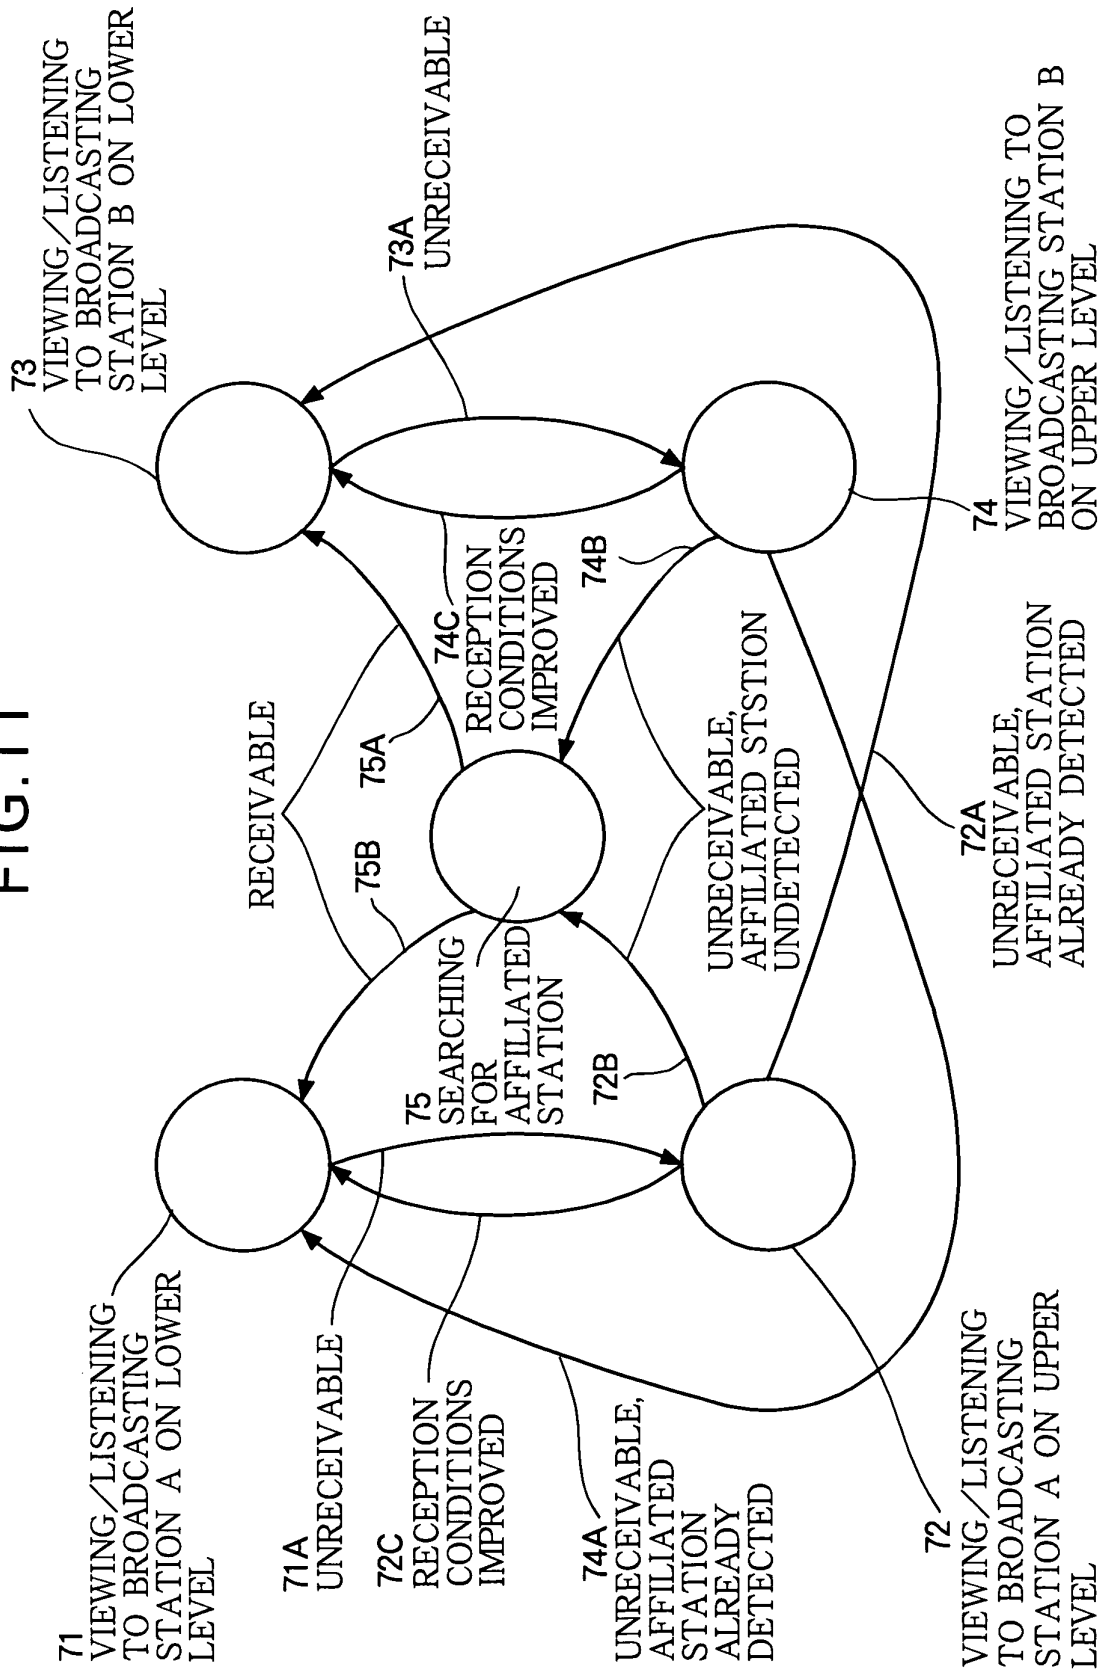 FIG. 11
71
VIEWING/LISTENING
TO BROADCASTING
STATION A ON LOWER
LEVEL
71A
UNRECEIVABLE
72C
RECEPTION
CONDITIONS
IMPROVED
74A
UNRECEIVABLE,
AFFILIATED
STATION
ALREADY
DETECTED
72
VIEWING/LISTENING
TO BROADCASTING
STATION A ON UPPER
LEVEL
RECEIVABLE
75B
75A
75
SEARCHING
FOR
AFFILIATED
STATION
72B
UNRECEIVABLE,
AFFILIATED STSTION
UNDETECTED
72A
UNRECEIVABLE,
AFFILIATED STATION
ALREADY DETECTED
73
VIEWING/LISTENING
TO BROADCASTING
STATION B ON LOWER
LEVEL
73A
UNRECEIVABLE
74C
RECEPTION
CONDITIONS
IMPROVED
74B
74
VIEWING/LISTENING TO
BROADCASTING STATION B
ON UPPER LEVEL